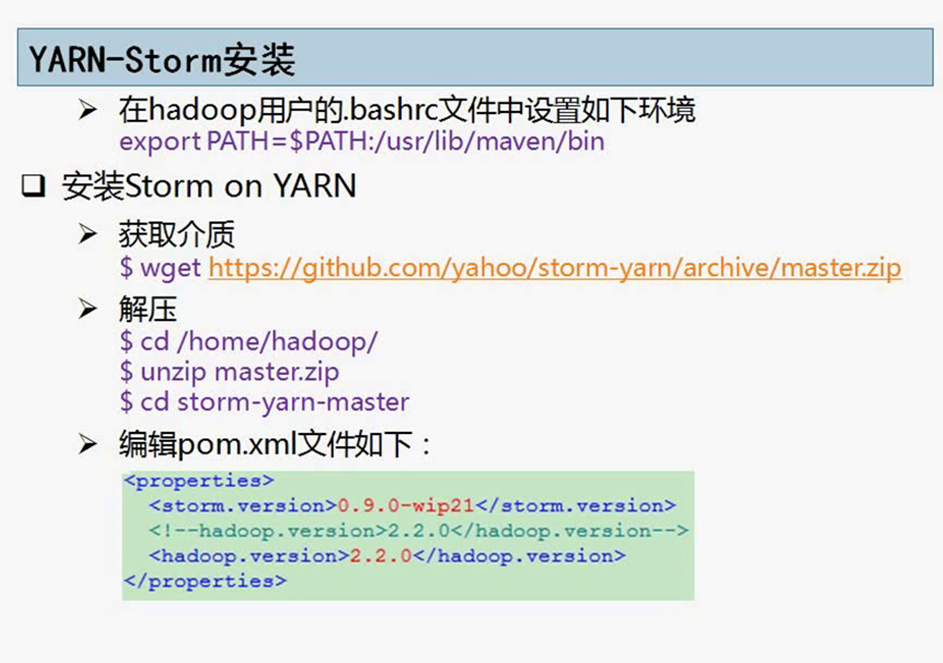 YARN-Storm安装
➢ 在hadoop用户的.bashrc文件中设置如下环境
export PATH=$PATH:/usr/lib/maven/bin
❑ 安装Storm on YARN
➢ 获取介质
$ wget https://github.com/yahoo/storm-yarn/archive/master.zip
➢ 解压
$ cd /home/hadoop/
$ unzip master.zip
$ cd storm-yarn-master
➢ 编辑pom.xml文件如下：
<properties>
<storm.version>0.9.0-wip21</storm.version>
<!--hadoop.version>2.2.0</hadoop.version-->
<hadoop.version>2.2.0</hadoop.version>
</properties>